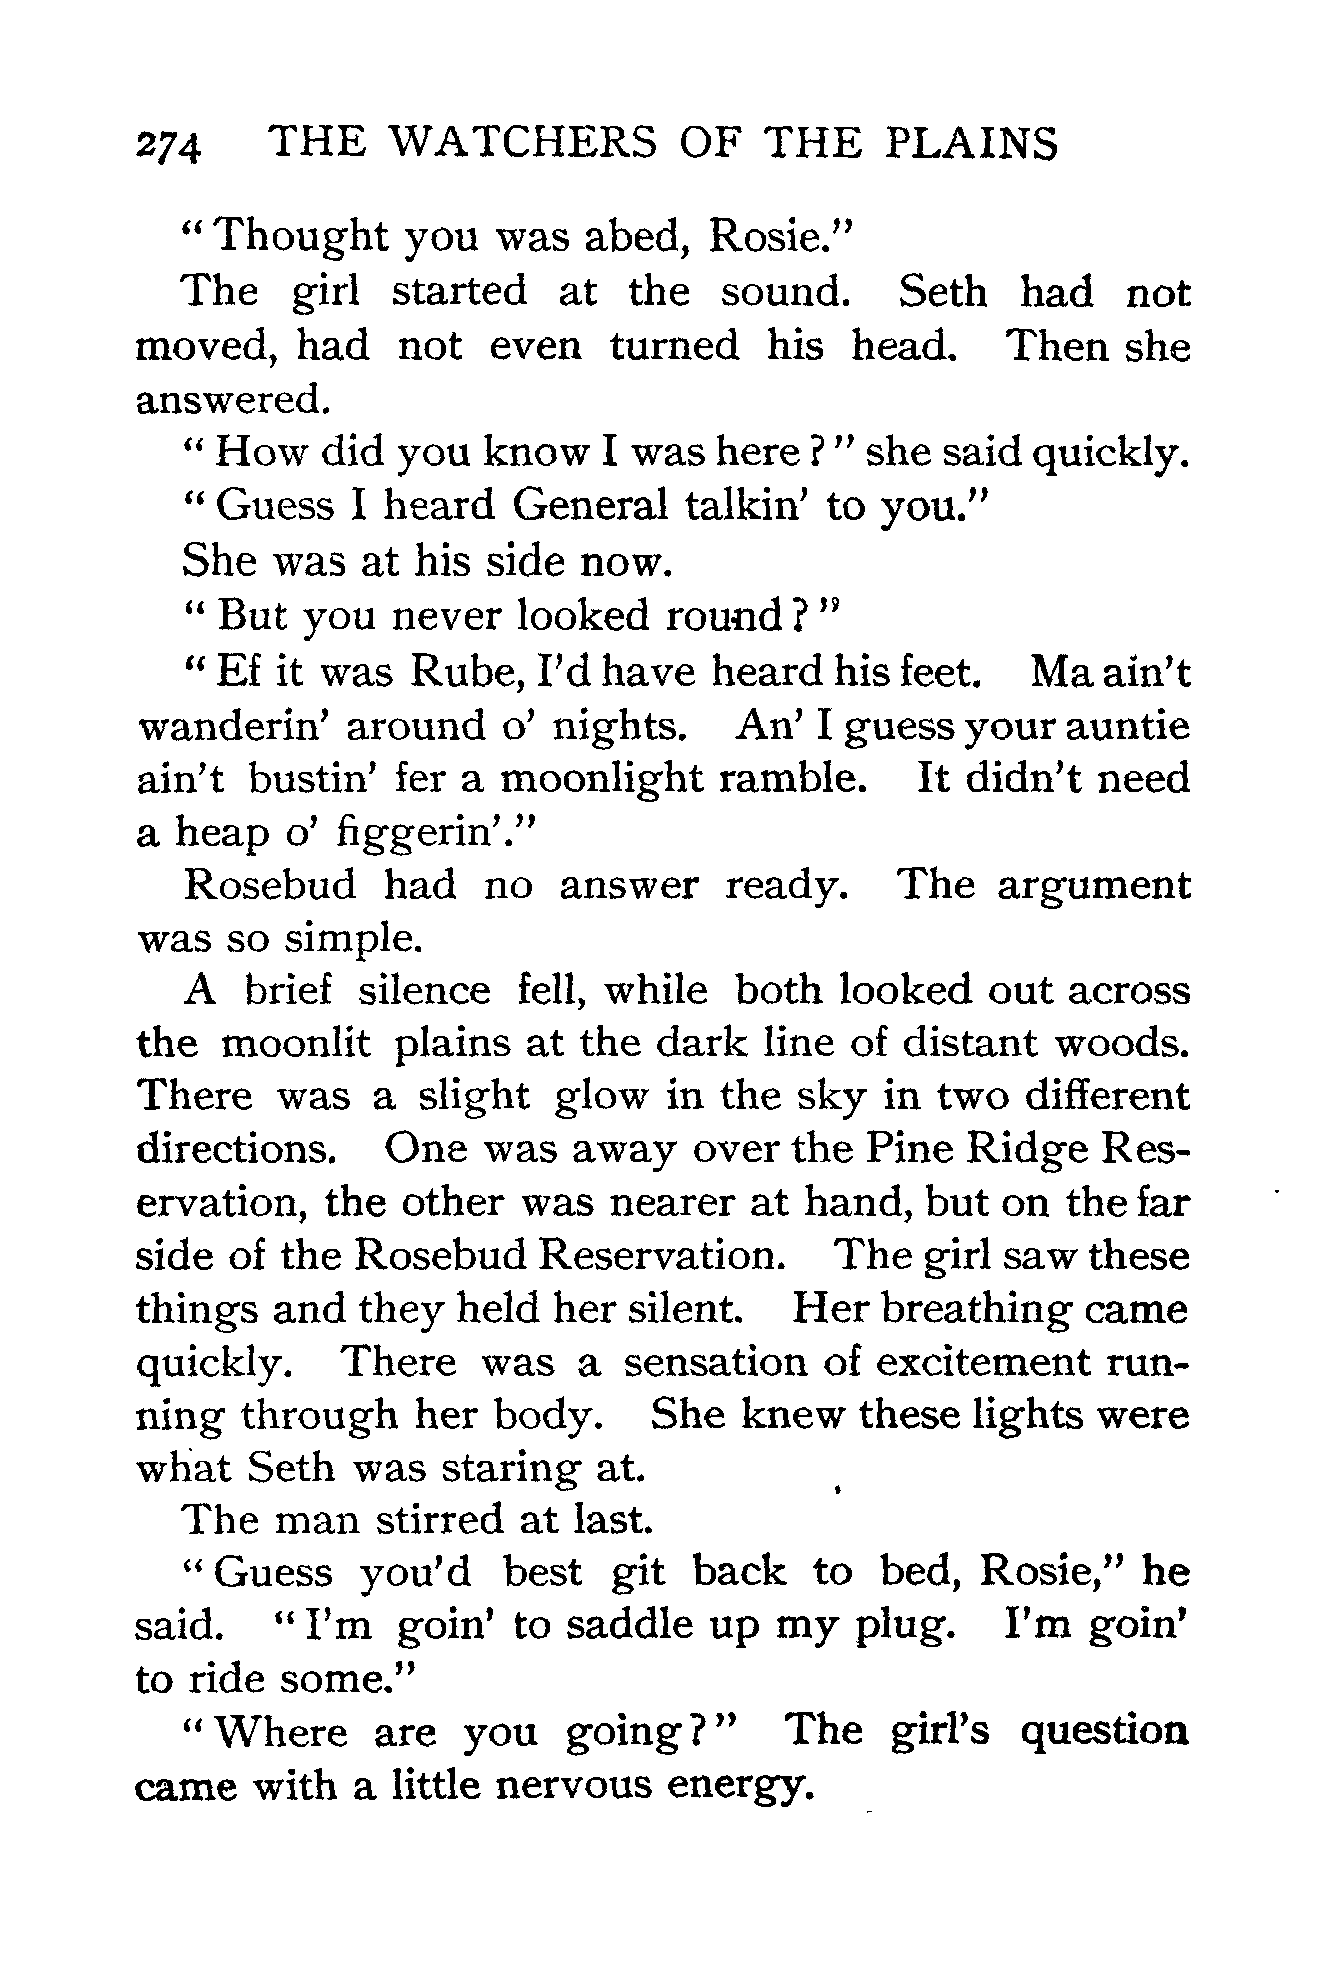 274 THE WATCHERS OF THE PLAINS
"Thought you was abed, Rosie."
The girl started at the sound. Seth had not
moved, had not even turned his head. Then she
answered.
"How did you know I was here?" she said quickly.
"Guess I heard General talkin' to you."
She was at his side now.
"But you never looked round?"
"Ef it was Rube, I'd have heard his feet. Ma ain't
wanderin' around o' nights. An' I guess your auntie
ain't bustin' fer a moonlight ramble. It didn't need
a heap o' figgerin'."
Rosebud had no answer ready. The argument
was so simple.
A brief silence fell, while both looked out across
the moonlit plains at the dark line of distant woods.
There was a slight glow in the sky in two different
directions. One was away over the Pine Ridge Res-
ervation, the other was nearer at hand, but on the far
side of the Rosebud Reservation. The girl saw these
things and they held her silent. Her breathing came
quickly. There was a sensation of excitement run-
ning through her body. She knew these lights were
what Seth was staring at.
The man stirred at last.
"Guess you'd best git back to bed, Rosie," he
said. "I'm goin' to saddle up my plug. I'm goin'
to ride some."
"Where are you going?" The girl's question
came with a little nervous energy.